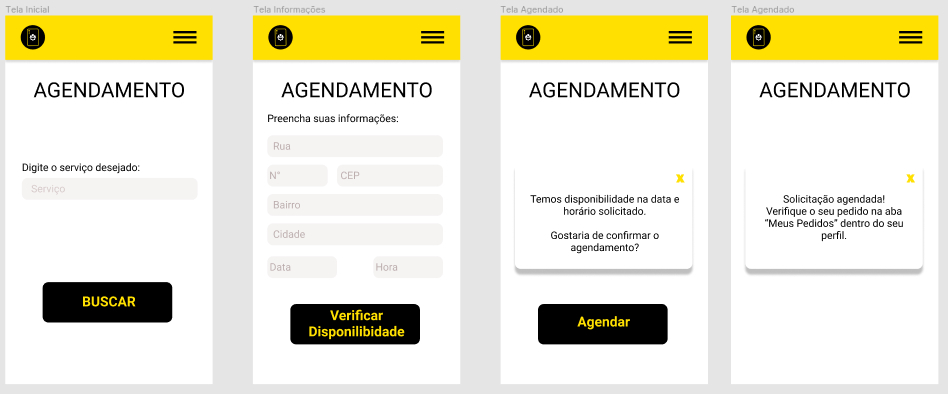 Tela Inicial
AGENDAMENTO
Digite o serviço desejado:
Serviço
BUSCAR
Tela Informações
AGENDAMENTO
Preencha suas informações:
Rua
N°
CEP
Bairro
Cidade
Data
Hora
Verificar
Disponilibidade
Tela Agendado
AGENDAMENTO
x
Temos disponibilidade na data e
horário solicitado.
Gostaria de confirmar o
agendamento?
Agendar
Tela Agendado
AGENDAMENTO
x
Solicitação agendada!
Verifique o seu pedido na aba
“Meus Pedidos” dentro do seu
perfil.